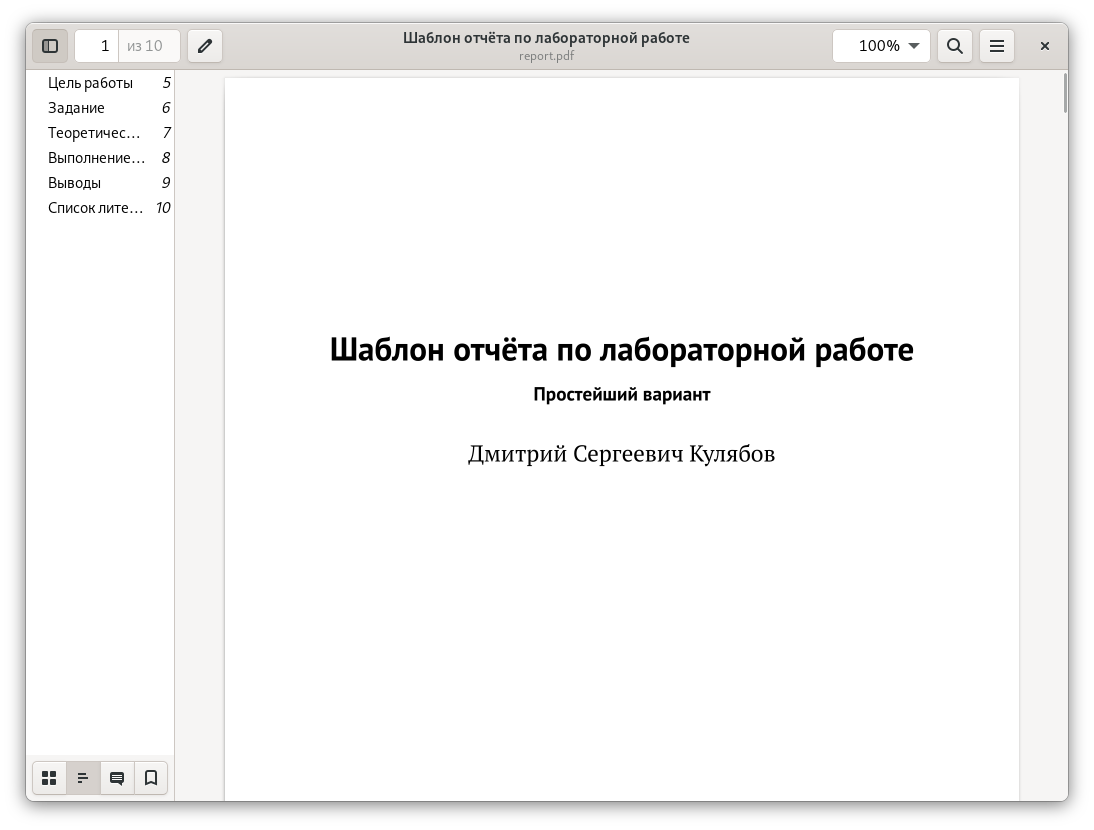 1 из 10
Шаблон отчёта по лабораторной работе
report.pdf
100%
Цель работы 5
Задание 6
Теоретичес… 7
Выполнение… 8
Выводы 9
Список лите… 10
Шаблон отчёта по лабораторной работе
Простейший вариант
Дмитрий Сергеевич Кулябов